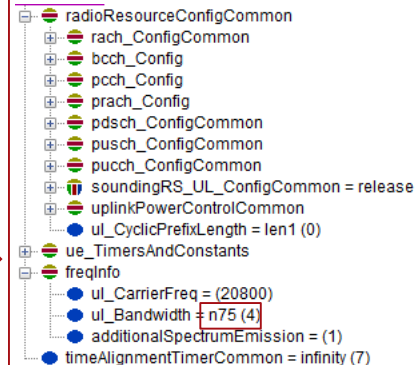 radioResourceConfigCommon
rach_ConfigCommon
bcch_Config
pcch_Config
prach_Config
pdsch_ConfigCommon
pusch_ConfigCommon
pucch_ConfigCommon
soundingRS_UL_ConfigCommon = release
uplinkPowerControlCommon
ul_CyclicPrefixLength = len1 (0)
ue_TimersAndConstants
freqInfo
ul_CarrierFreq = (20800)
ul_Bandwidth = n75 (4)
additionalSpectrumEmission = (1)
timeAlignmentTimerCommon = infinity (7)